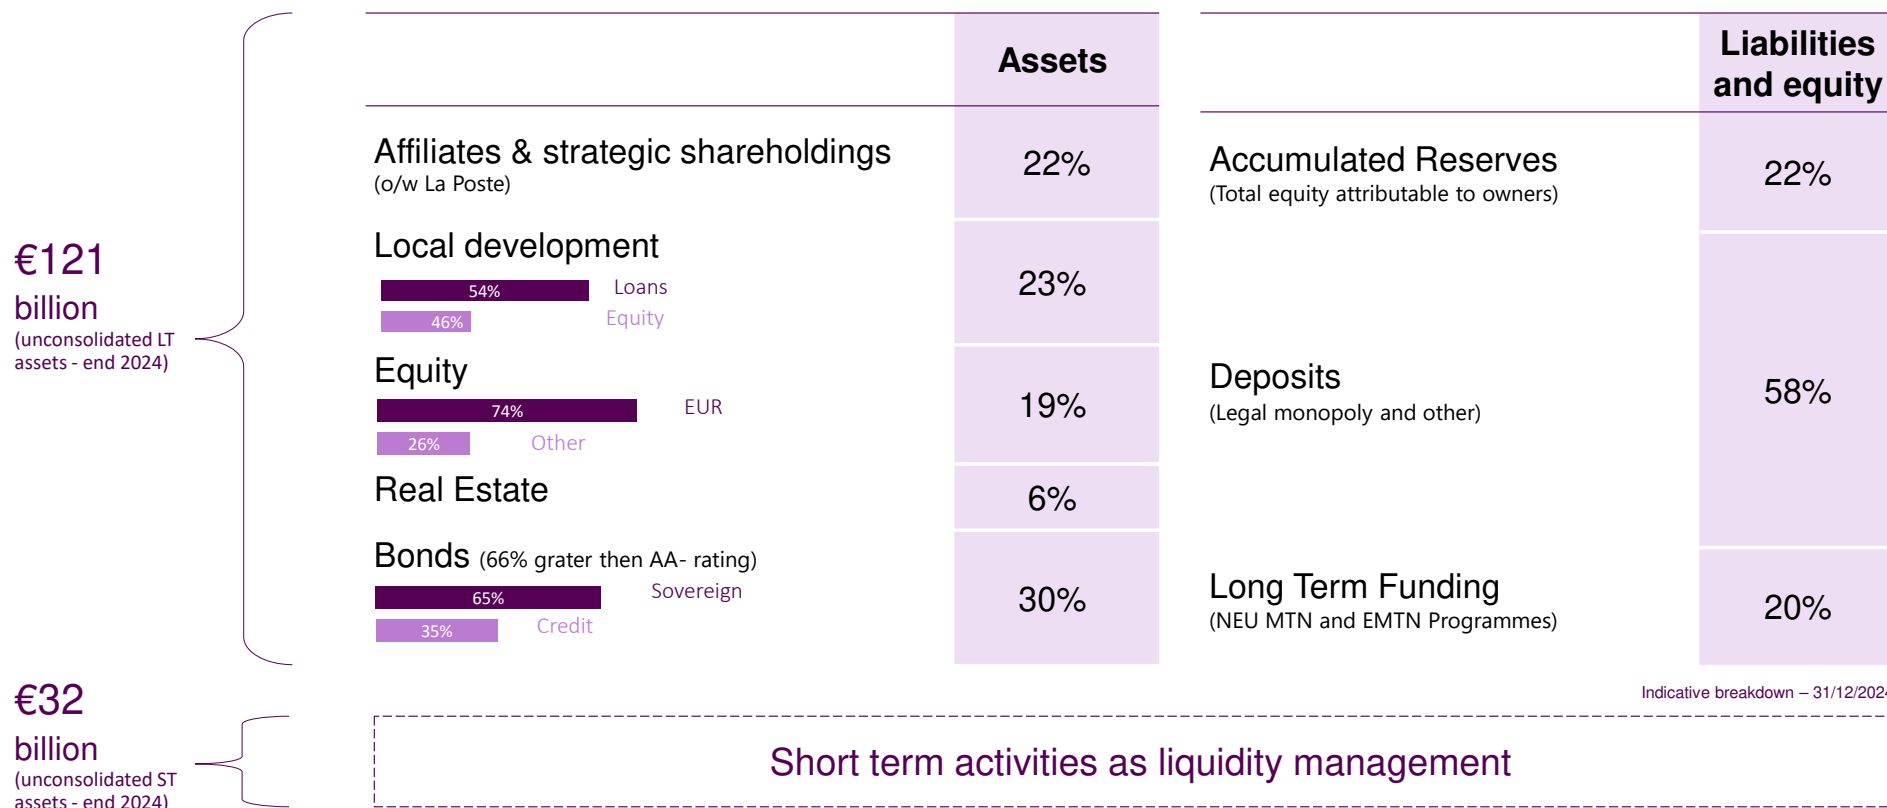 €121
billion
(unconsolidated LT
assets - end 2024)
Assets
Affiliates & strategic shareholdings
(o/w La Poste)
22%
Local development
54%
Loans
46%
Equity
23%
Equity
74%
EUR
26%
Other
19%
Real Estate
6%
Bonds (66% grater then AA- rating)
65%
Sovereign
35%
Credit
30%
Liabilities
and equity
Accumulated Reserves
(Total equity attributable to owners)
22%
Deposits
(Legal monopoly and other)
58%
Long Term Funding
(NEU MTN and EMTN Programmes)
20%
Indicative breakdown – 31/12/2024
€32
billion
(unconsolidated ST
assets - end 2024)
Short term activities as liquidity management